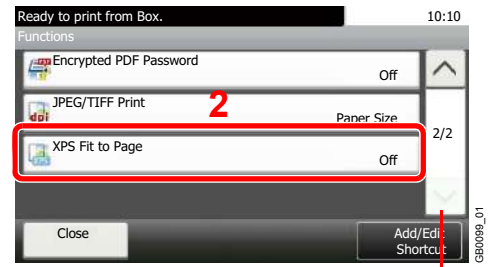 Ready to print from Box.
10:10
Functions
Encrypted PDF Password
Off
JPEG/TIFF Print
2
Paper Size
2/2
XPS Fit to Page
Off
Close
Add/Edit
Shortcut
GB0099_01